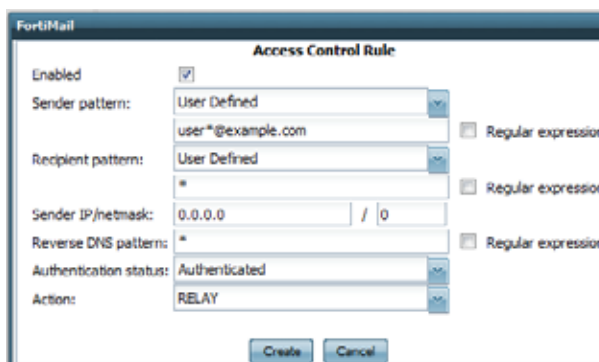 FortiMail
Access Control Rule
Enabled
Sender pattern: User Defined
user*@example.com Regular expression
Recipient pattern: User Defined
* Regular expression
Sender IP/netmask: 0.0.0.0 / 0
Reverse DNS pattern: * Regular expression
Authentication status: Authenticated
Action: RELAY
Create Cancel